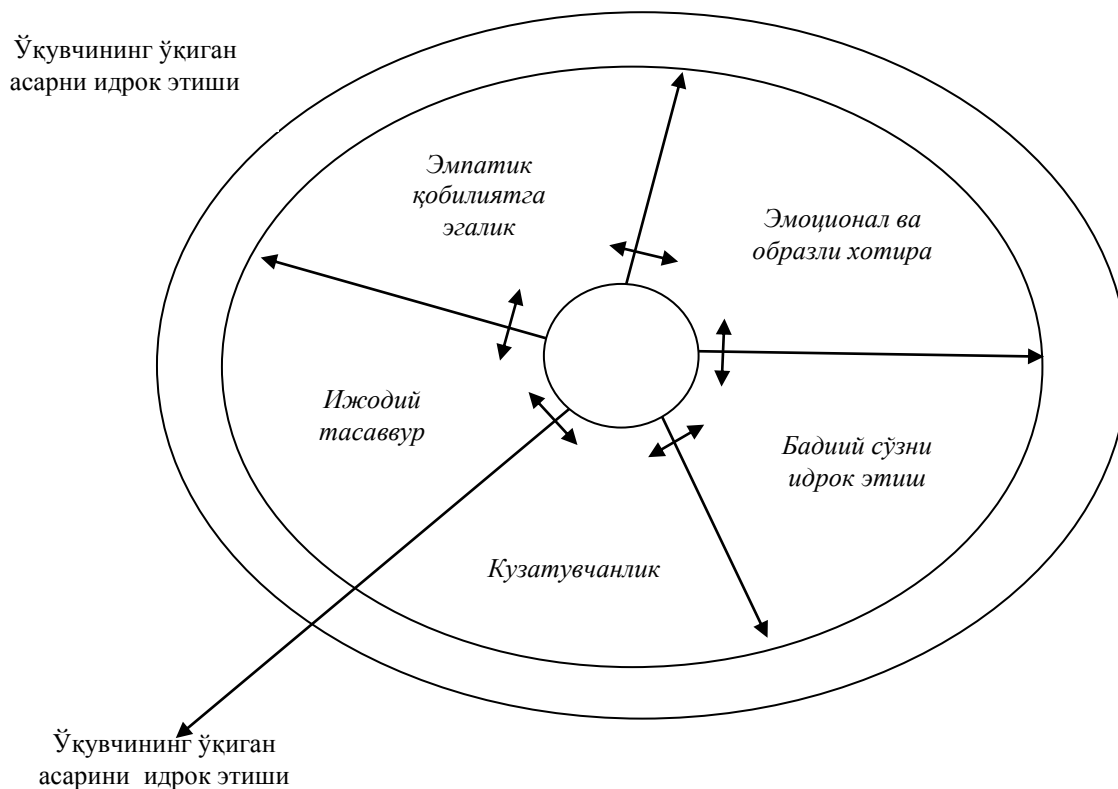 Ўқувчининг ўқиган
асарни идрок этиши
Эмпатик
қобилиятга
эгалик
Эмоционал ва
образли хотира
Ижодий
тасаввур
Бадиий сўзни
идрок этиш
Кузатувчанлик
Ўқувчининг ўқиган
асарини идрок этиши